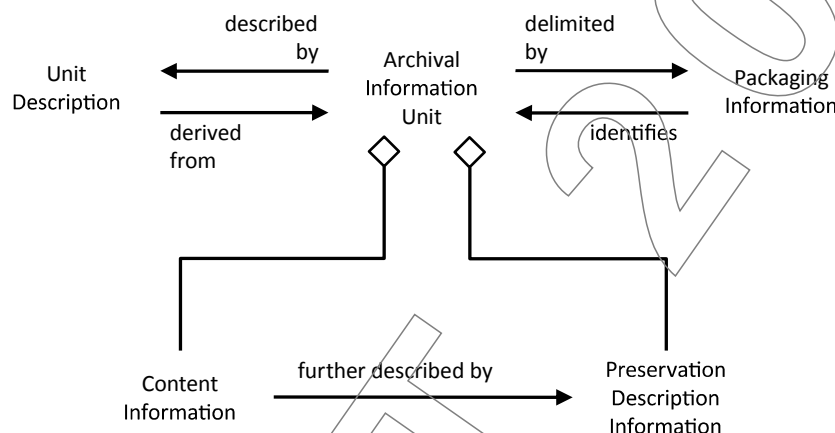 described
by
delimited
by
Archival
Information
Unit
Unit
Description
Packaging
Information
derived
from
identifies
further described by
Content
Information
Preservation
Description
Information